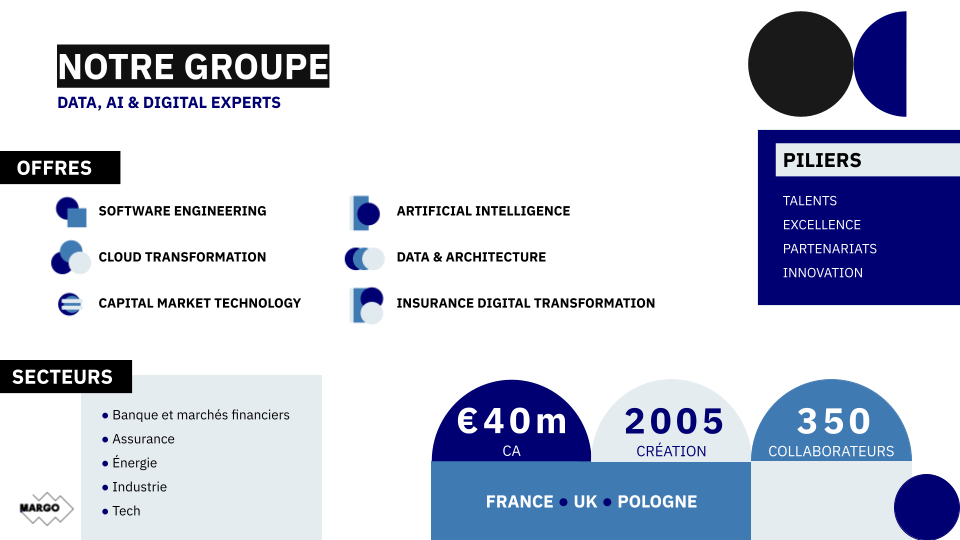 NOTRE GROUPE
DATA, AI & DIGITAL EXPERTS
OFFRES
SOFTWARE ENGINEERING
CLOUD TRANSFORMATION
CAPITAL MARKET TECHNOLOGY
ARTIFICIAL INTELLIGENCE
DATA & ARCHITECTURE
INSURANCE DIGITAL TRANSFORMATION
PILIERS
TALENTS
EXCELLENCE
PARTENARIATS
INNOVATION
SECTEURS
● Banque et marchés financiers
● Assurance
● Énergie
● Industrie
● Tech
€40m
CA
2005
CRÉATION
350
COLLABORATEURS
FRANCE ● UK ● POLOGNE
MARGO